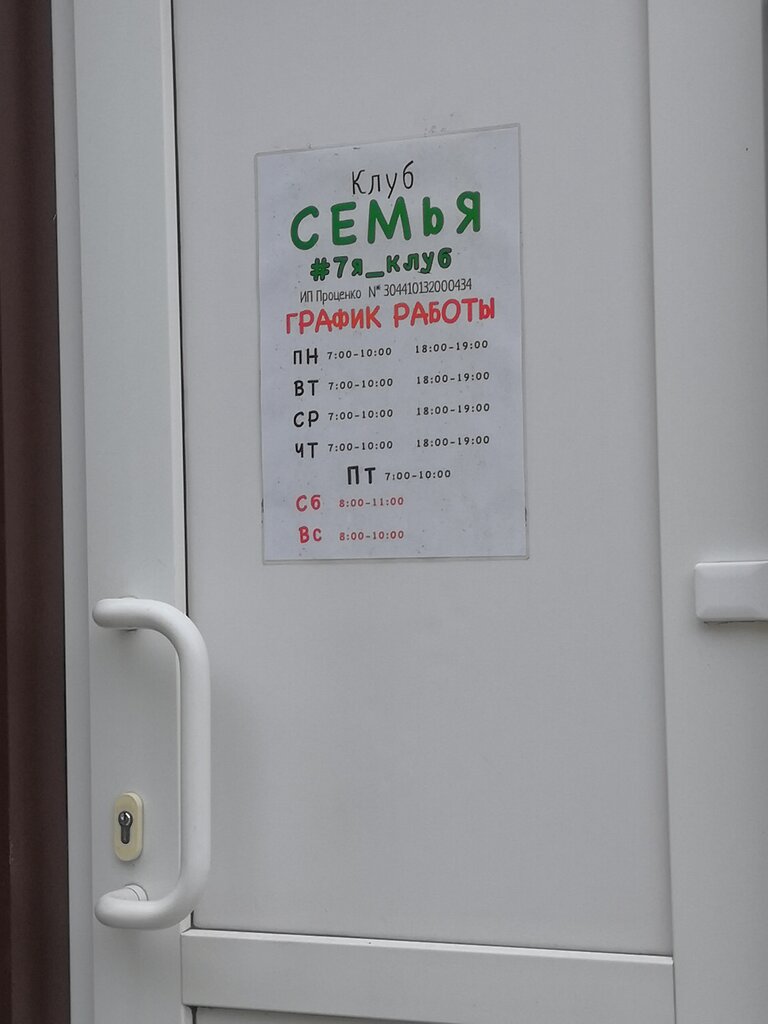 Клуб
СЕМЬЯ
#7я_клуб
ИП Проценко N* 304410132000434
ГРАФИК РАБОТЫ
ПН 7:00-10:00 18:00-19:00
ВТ 7:00-10:00 18:00-19:00
СР 7:00-10:00 18:00-19:00
ЧТ 7:00-10:00 18:00-19:00
ПТ 7:00-10:00
Сб 8:00-11:00
Вс 8:00-10:00